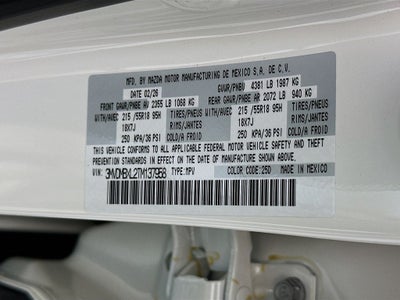 MFD BY MAZDA MOTOR MANUFACTURING DE MEXICO S.A. DE C.V.
DATE: 02/26 GVWR/PNBV 4381 LB 1987 KG
FRONT GAWR/PNBE AV 2355 LB 1068 KG REAR GAWR/PNBE AR 2072 LB 940 KG
WITH/AVEC 215/55R18 95H TIRES/PNEUS WITH/AVEC 215/55R18 95H TIRES/PNEUS
18X7J RIMS/JANTES 18X7J RIMS/JANTES
250 KPA/36 PSI COLD/FROID 250 KPA/36 PSI COLD/FROID
THIS VEHICLE CONFORMS TO ALL APPLICABLE FEDERAL MOTOR VEHICLE SAFETY AND THEFT
PREVENTION STANDARDS IN EFFECT ON THE DATE OF MANUFACTURE SHOWN ABOVE.
VIN: TYPE:MPV COLOR CODE:25D MADE IN MEXICO